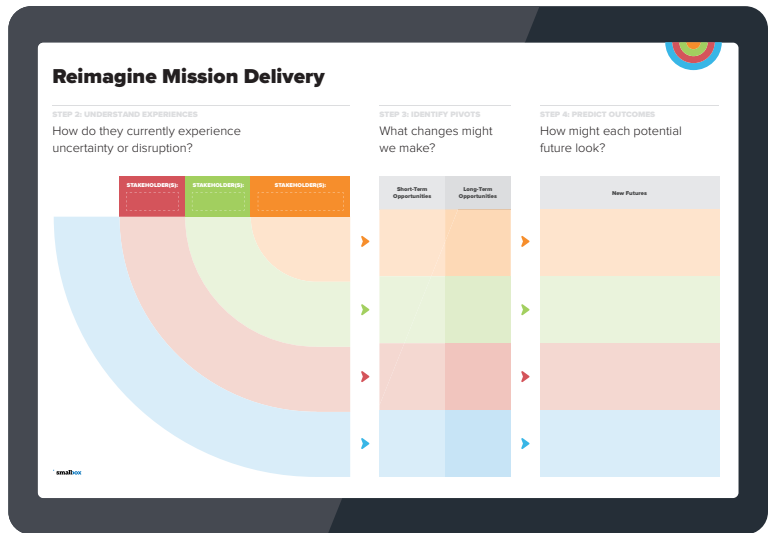 Reimagine Mission Delivery
STEP 2: UNDERSTAND EXPERIENCES
How do they currently experience
uncertainty or disruption?
STEP 3: IDENTIFY PIVOTS
What changes might
we make?
STEP 4: PREDICT OUTCOMES
How might each potential
future look?
STAKEHOLDER(S):
STAKEHOLDER(S):
STAKEHOLDER(S):
Short-Term
Opportunities
Long-Term
Opportunities
New Futures
smallbox